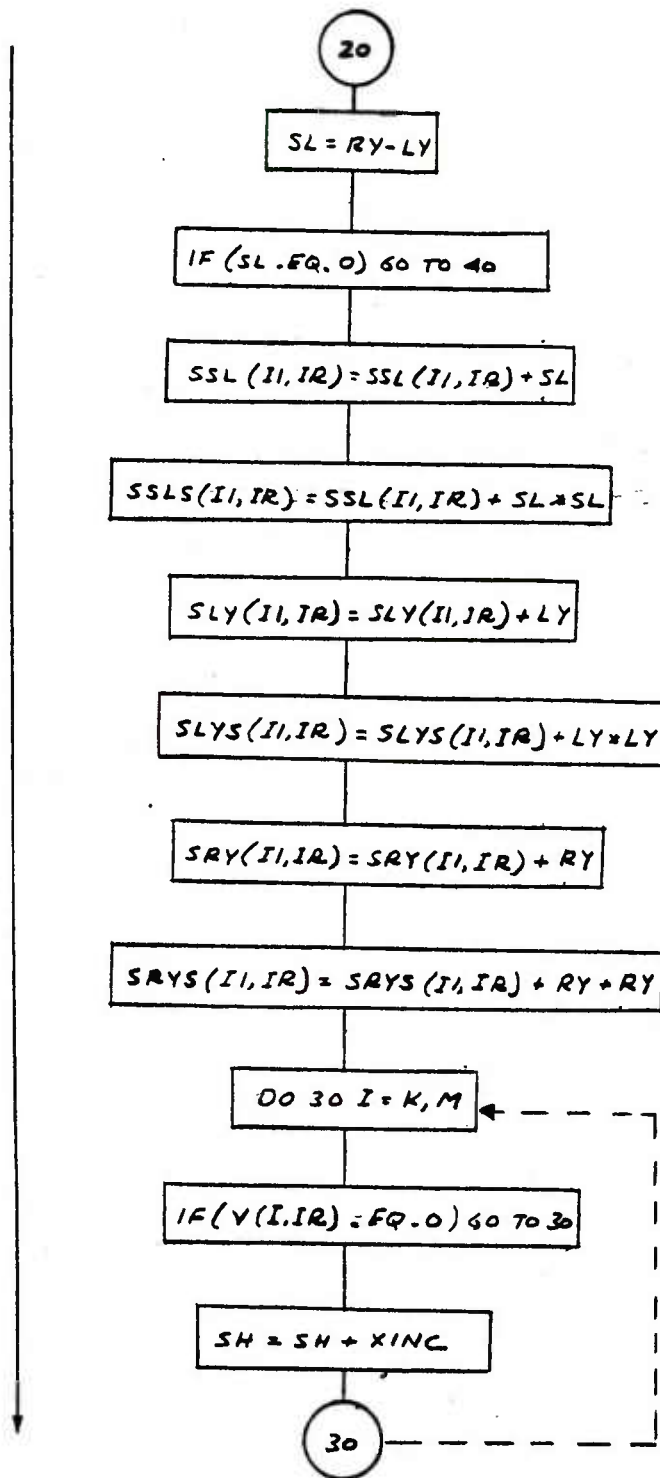 20
SL = RY - LY
IF (SL .EQ. 0) GO TO 40
SSL (I1, IR) = SSL (I1, IR) + SL
SSLS (I1, IR) = SSL (I1, IR) + SL * SL
SLY (I1, IR) = SLY (I1, IR) + LY
SLYS (I1, IR) = SLYS (I1, IR) + LY * LY
SRY (I1, IR) = SRY (I1, IR) + RY
SRYS (I1, IR) = SRYS (I1, IR) + RY + RY
DO 30 I = K, M
IF (V(I, IR) .EQ. 0) GO TO 30
SH = SH + XINC
30